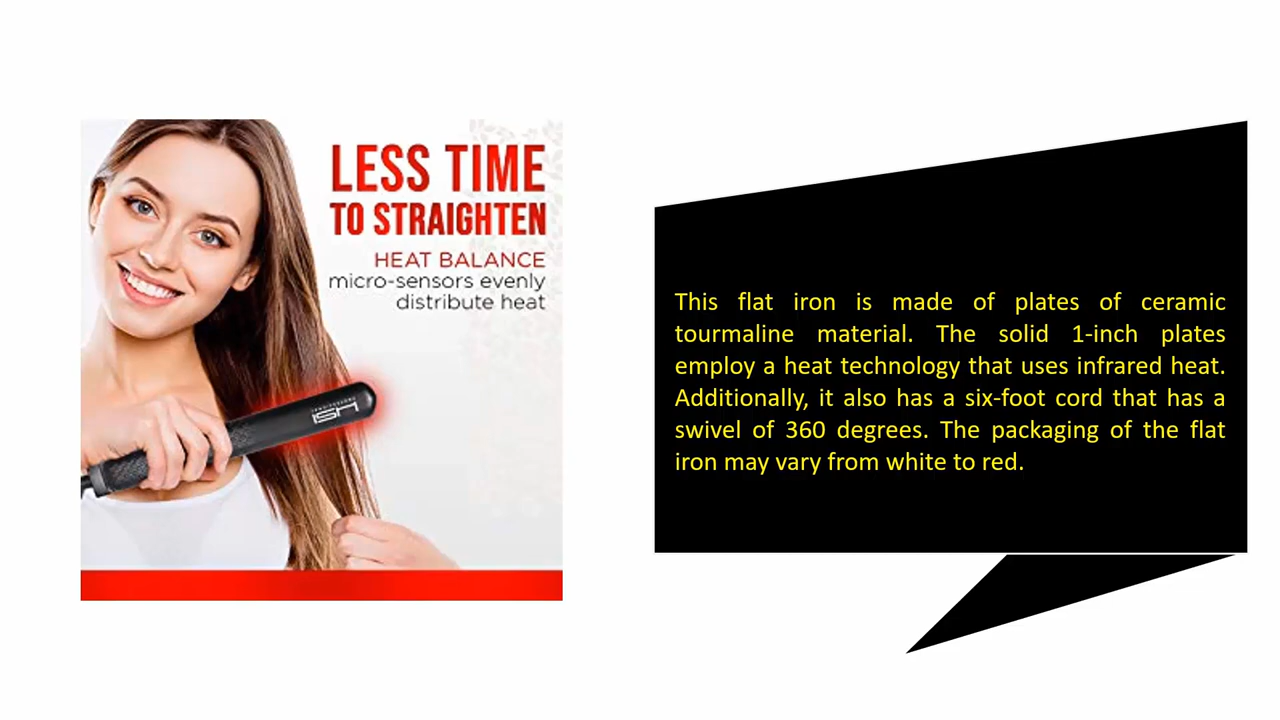 LESS TIME
TO STRAIGHTEN
HEAT BALANCE
micro-sensors evenly
distribute heat
HSI
PROFESSIONAL
This flat iron is made of plates of ceramic
tourmaline material. The solid 1-inch plates
employ a heat technology that uses infrared heat.
Additionally, it also has a six-foot cord that has a
swivel of 360 degrees. The packaging of the flat
iron may vary from white to red.